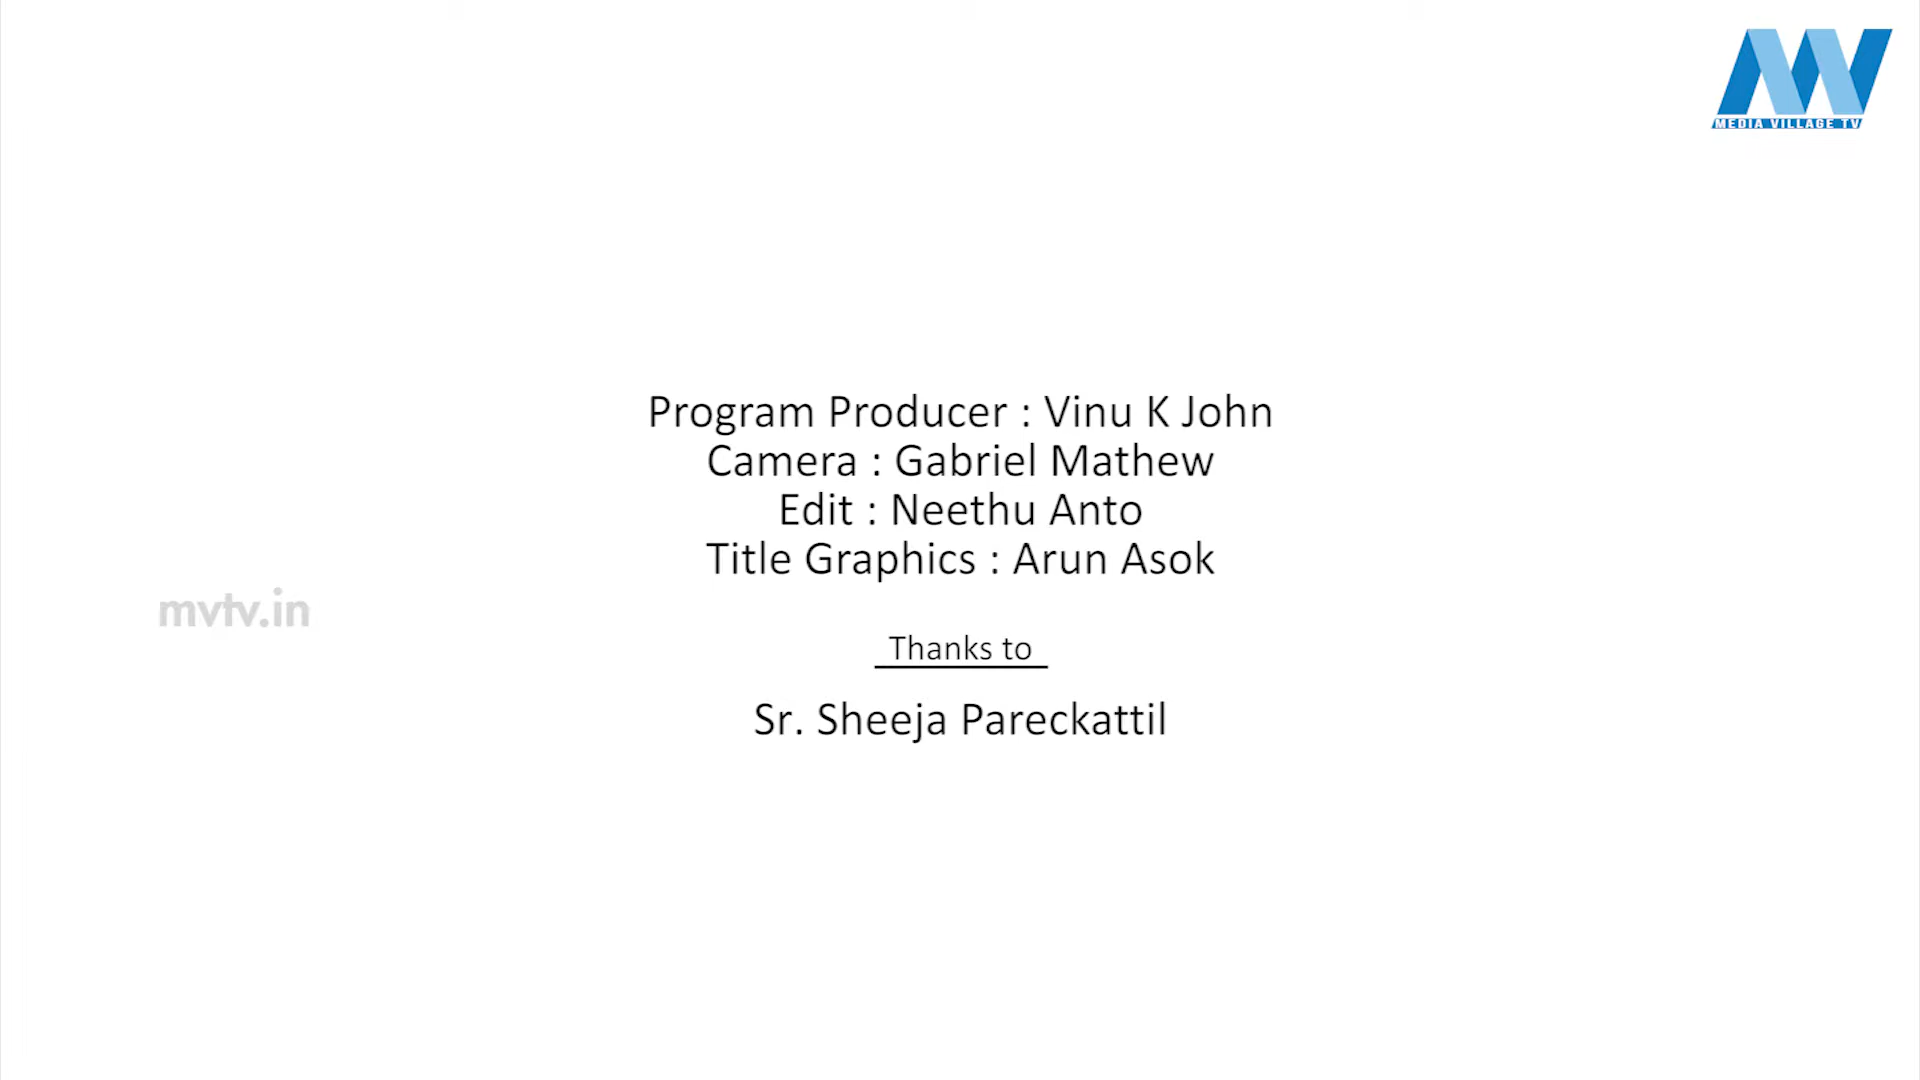 MEDIA VILLAGE TV
Program Producer : Vinu K John
Camera : Gabriel Mathew
Edit : Neethu Anto
Title Graphics : Arun Asok
mvtv.in
Thanks to
Sr. Sheeja Pareckattil